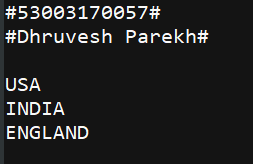 #53003170057#
#Dhruvesh Parekh#
USA
INDIA
ENGLAND